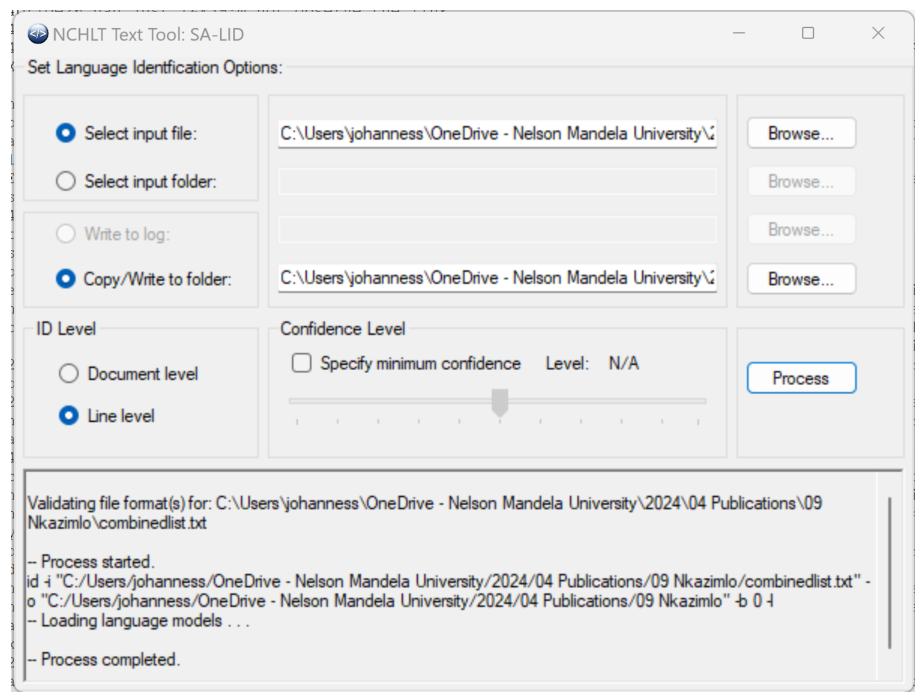 NCHLT Text Tool: SA-LID
Set Language Identfication Options:
Select input file:
C:\Users\johanness\OneDrive - Nelson Mandela University\2
Browse...
Select input folder:
Browse...
Write to log:
Browse...
Copy/Write to folder:
C:\Users\johanness\OneDrive - Nelson Mandela University\2
Browse...
ID Level
Confidence Level
Document level
Specify minimum confidence Level: N/A
Line level
Process
Validating file format(s) for: C:\Users\johanness\OneDrive - Nelson Mandela University\2024\04 Publications\09
Nkazimlo\combinedlist.txt
-- Process started.
id -i "C:/Users/johanness/OneDrive - Nelson Mandela University/2024/04 Publications/09 Nkazimlo/combinedlist.txt" -
o "C:/Users/johanness/OneDrive - Nelson Mandela University/2024/04 Publications/09 Nkazimlo" -b 0 -l
-- Loading language models . . .
-- Process completed.